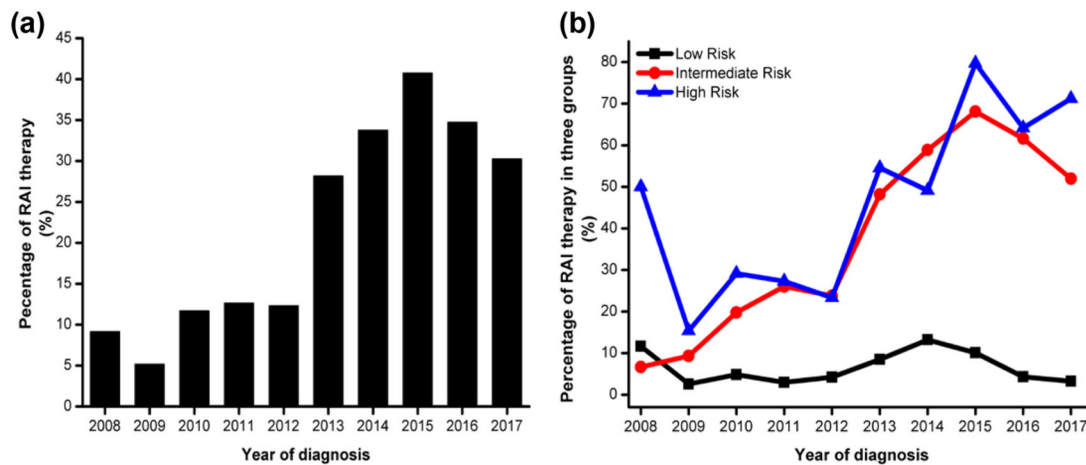 (a)
Pecentage of RAI therapy
(%)
45
40
35
30
25
20
15
10
5
0
2008 2009 2010 2011 2012 2013 2014 2015 2016 2017
Year of diagnosis
(b)
Low Risk
Intermediate Risk
High Risk
Percentage of RAI therapy in three groups
(%)
80
70
60
50
40
30
20
10
0
2008 2009 2010 2011 2012 2013 2014 2015 2016 2017
Year of diagnosis